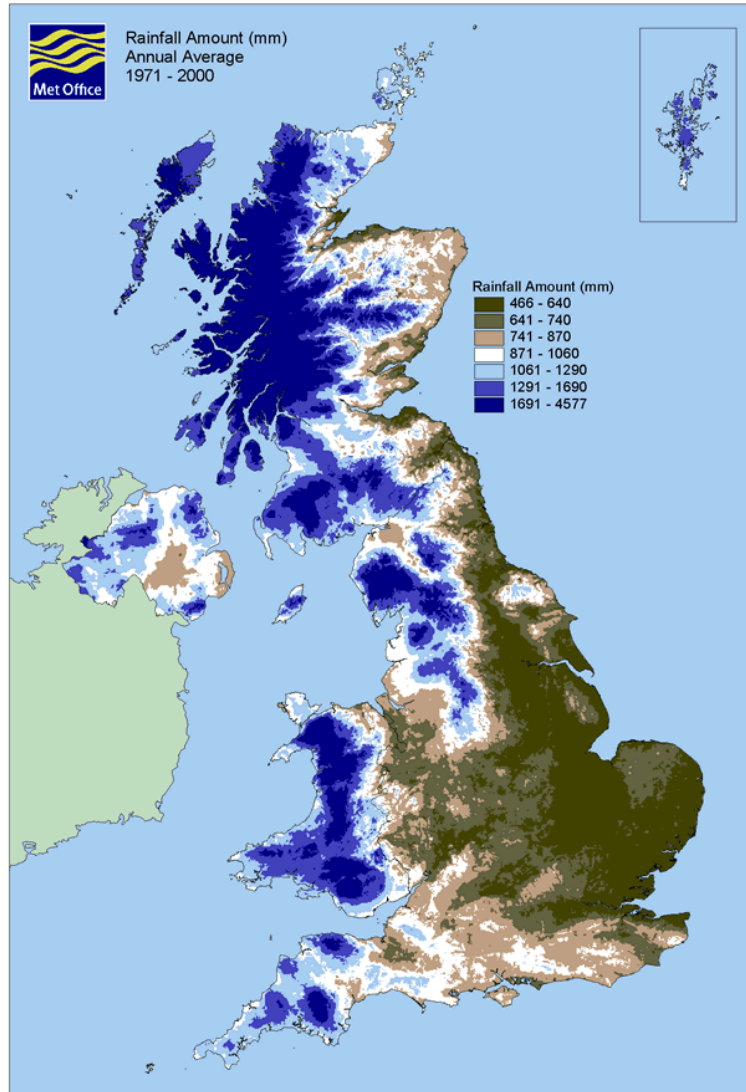 Met Office
Rainfall Amount (mm)
Annual Average
1971 - 2000
Rainfall Amount (mm)
466 - 640
641 - 740
741 - 870
871 - 1060
1061 - 1290
1291 - 1690
1691 - 4577